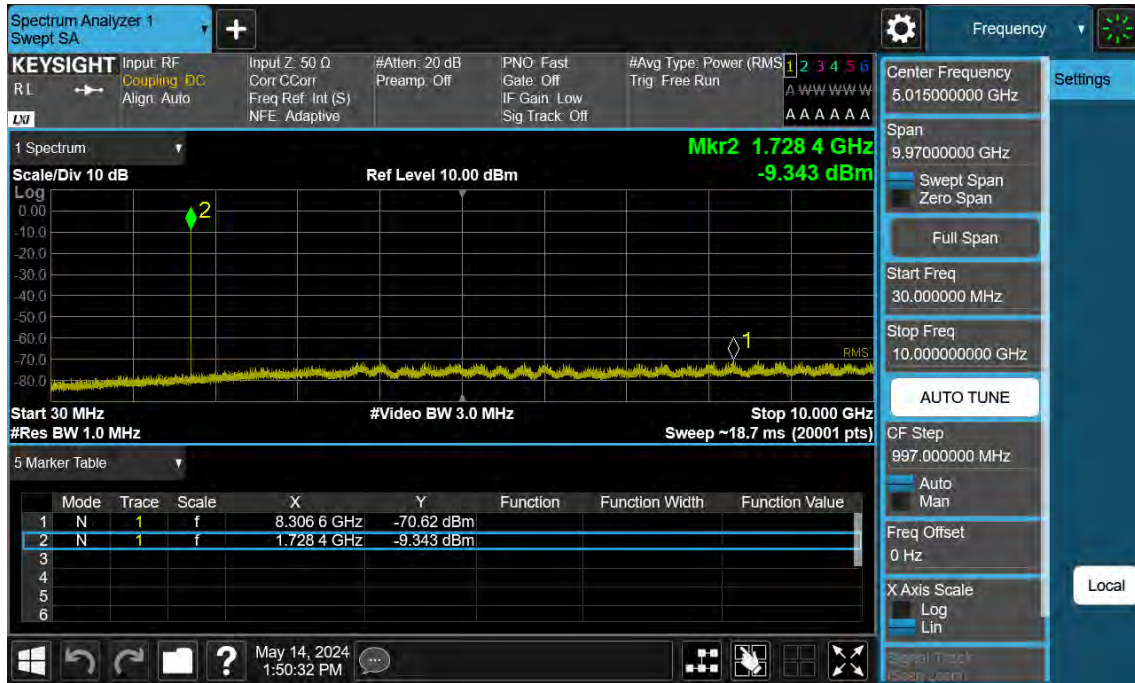 Spectrum Analyzer 1
Swept SA
+
Frequency
KEYSIGHT
RL
LXI
Input: RF
Coupling: DC
Align: Auto
Input Z: 50 Ω
Corr CCorr
Freq Ref: Int (S)
NFE: Adaptive
#Atten: 20 dB
Preamp: Off
PNO: Fast
Gate: Off
IF Gain: Low
Sig Track: Off
#Avg Type: Power (RMS
Trig: Free Run
1 2 3 4 5 6
A W W W W W
A A A A A A
1 Spectrum
Scale/Div 10 dB
Ref Level 10.00 dBm
Mkr2 1.728 4 GHz
-9.343 dBm
Log
0.00
-10.0
-20.0
-30.0
-40.0
-50.0
-60.0
-70.0
-80.0
2
1
RMS
Start 30 MHz
#Video BW 3.0 MHz
Stop 10.000 GHz
#Res BW 1.0 MHz
Sweep ~18.7 ms (20001 pts)
5 Marker Table
Mode Trace Scale X Y Function Function Width Function Value
1 N 1 f 8.306 6 GHz -70.62 dBm
2 N 1 f 1.728 4 GHz -9.343 dBm
3
4
5
6
?
May 14, 2024
1:50:32 PM
Center Frequency
5.015000000 GHz
Settings
Span
9.97000000 GHz
Swept Span
Zero Span
Full Span
Start Freq
30.000000 MHz
Stop Freq
10.000000000 GHz
AUTO TUNE
CF Step
997.000000 MHz
Auto
Man
Freq Offset
0 Hz
X Axis Scale
Log
Lin
Local
Signal Track
(Span Zoom)